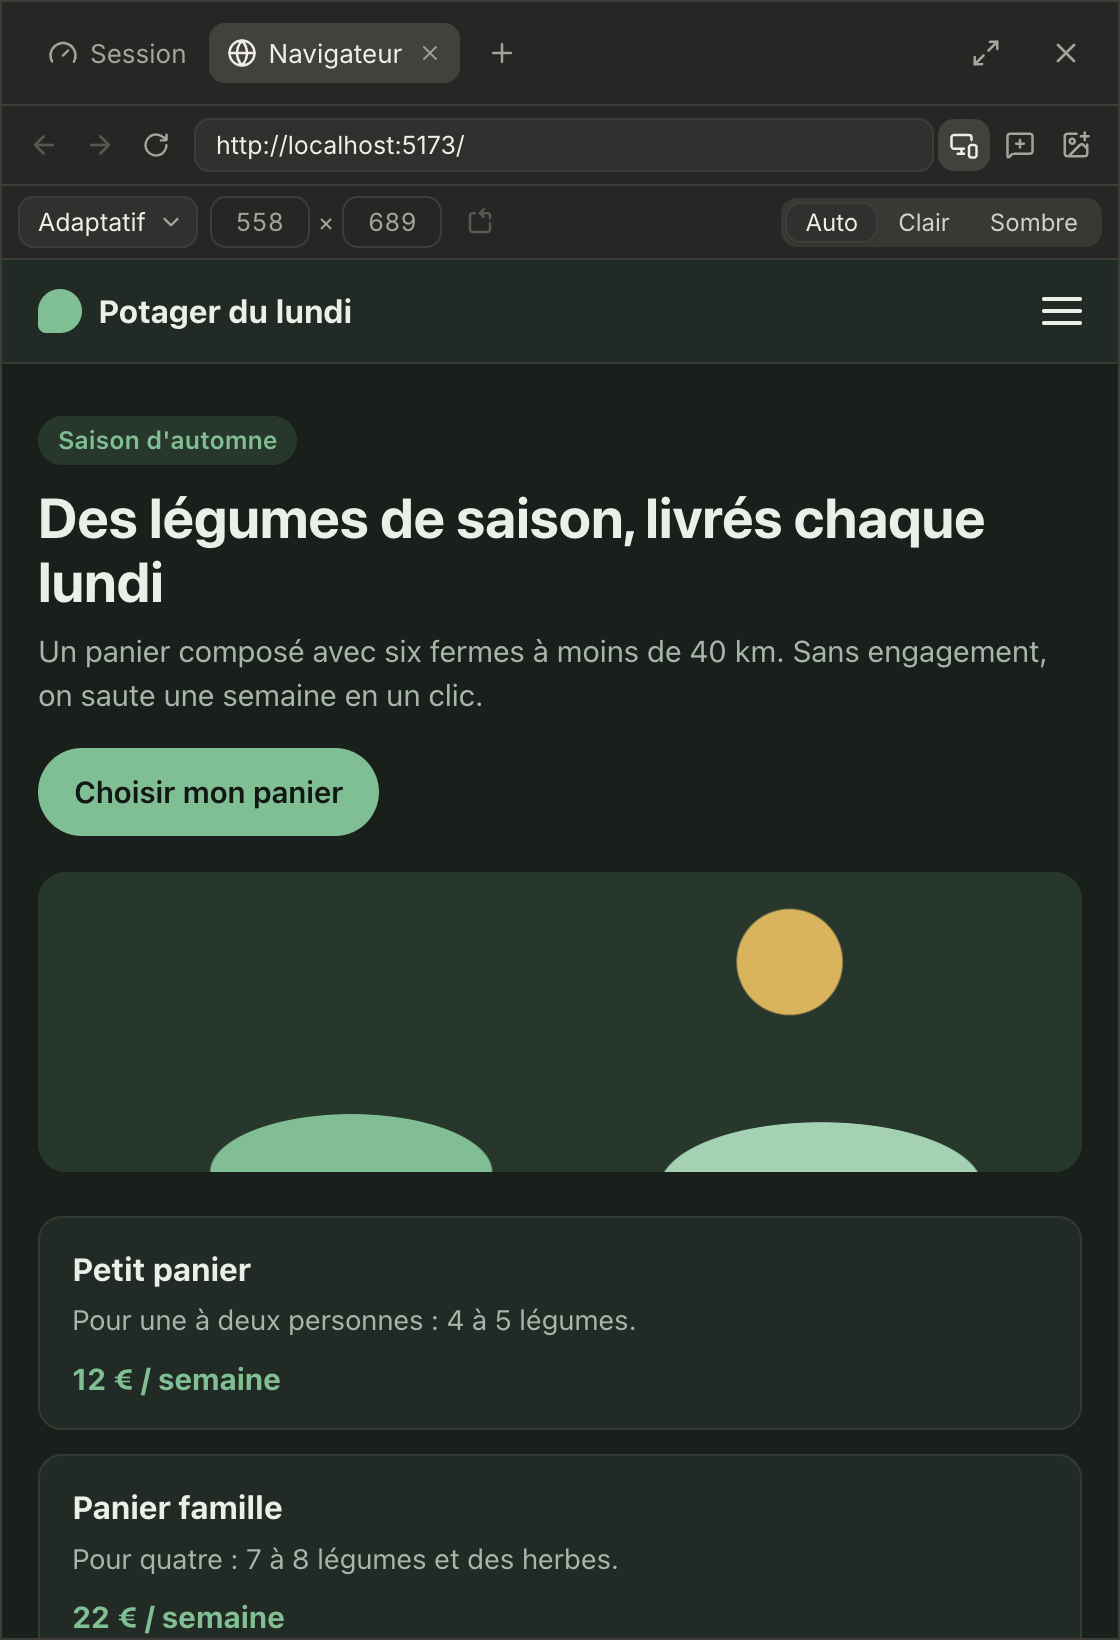 Session
Navigateur
http://localhost:5173/
Adaptatif
558 × 689
Auto
Clair
Sombre
Potager du lundi
Saison d'automne
Des légumes de saison, livrés chaque
lundi
Un panier composé avec six fermes à moins de 40 km. Sans engagement,
on saute une semaine en un clic.
Choisir mon panier
Petit panier
Pour une à deux personnes : 4 à 5 légumes.
12 € / semaine
Panier famille
Pour quatre : 7 à 8 légumes et des herbes.
22 € / semaine